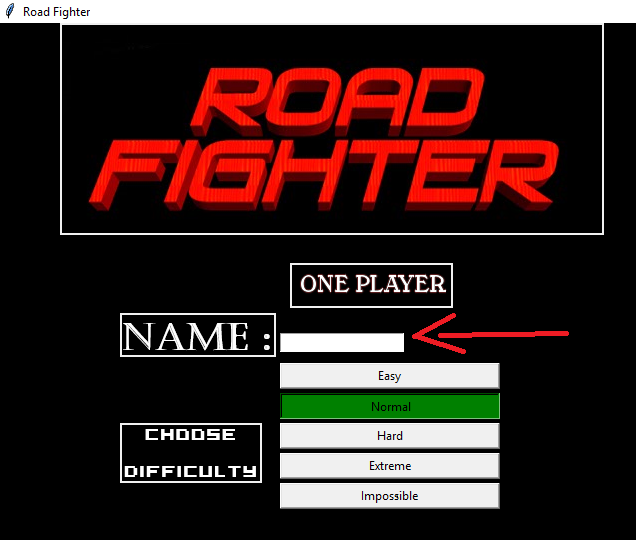 Road Fighter
ROAD
FIGHTER
ONE PLAYER
NAME :
Easy
Normal
Hard
Extreme
Impossible
CHOOSE
DIFFICULTY